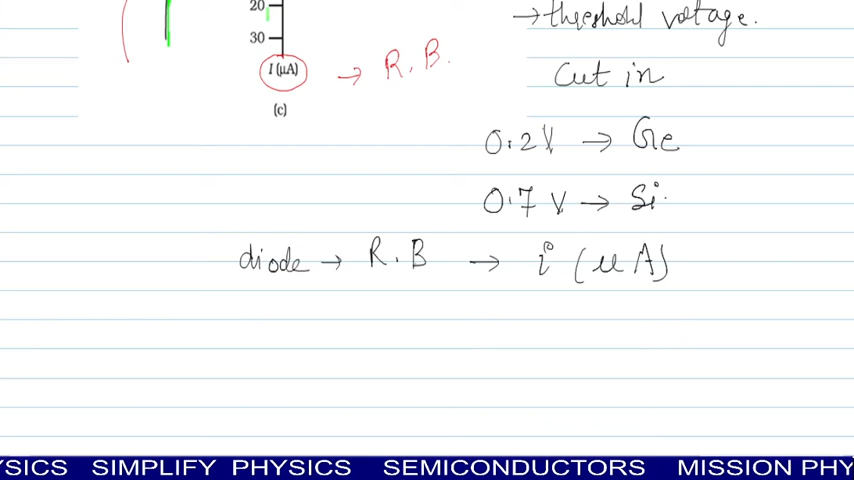 20
→ threshold voltage.
30
I (μA) → R.B.
Cut in
(c)
0.2 V → Ge
0.7 V → Si
diode → R.B → i (μA)
YSICS SIMPLIFY PHYSICS SEMICONDUCTORS MISSION PHY